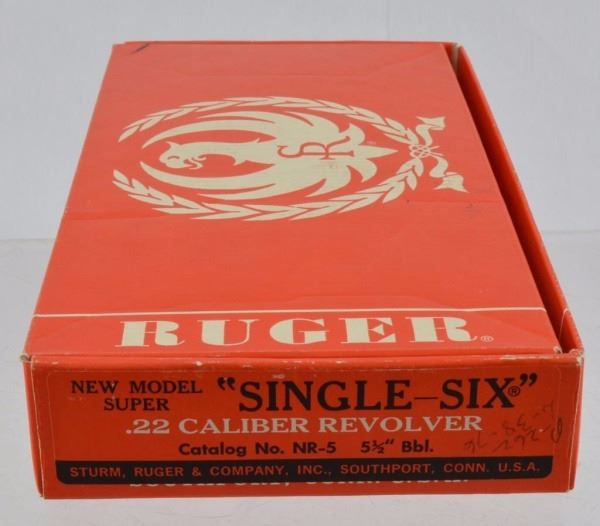 SR®
RUGER®
NEW MODEL "SINGLE-SIX®"
SUPER
.22 CALIBER REVOLVER
Catalog No. NR-5 5½" Bbl.
STURM, RUGER & COMPANY, INC., SOUTHPORT, CONN. U.S.A.